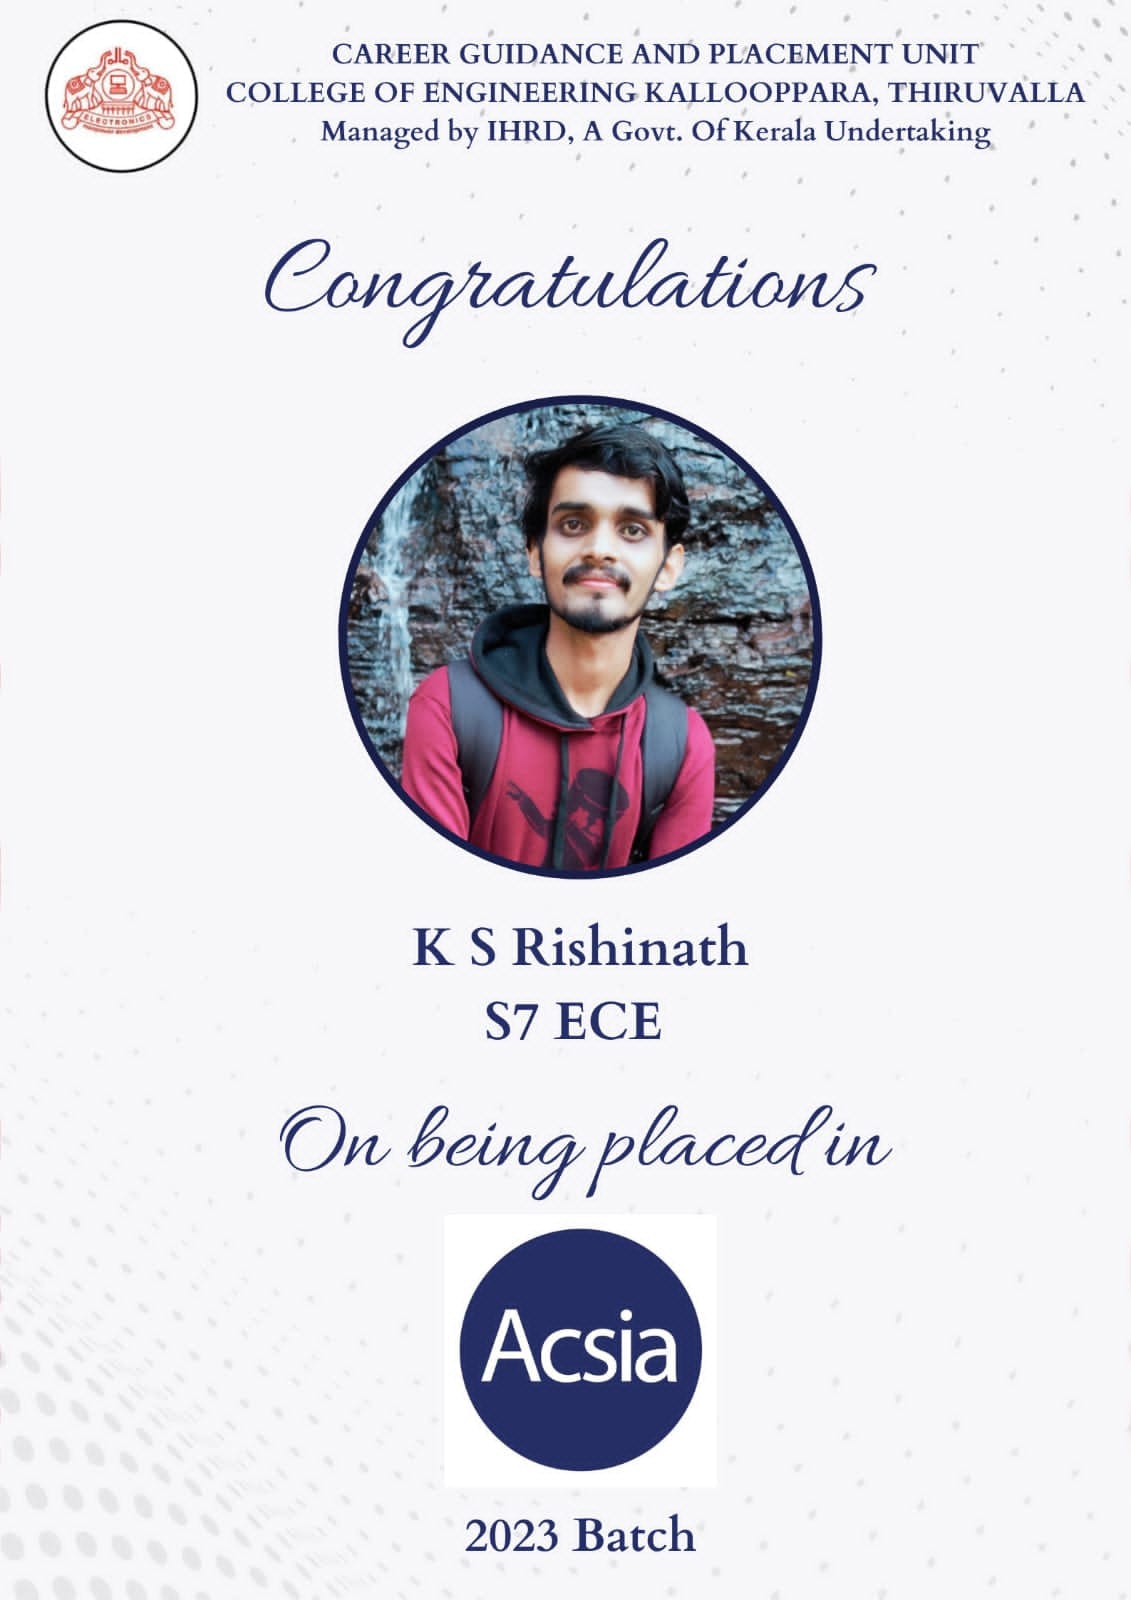 CAREER GUIDANCE AND PLACEMENT UNIT
COLLEGE OF ENGINEERING KALLOOPPARA, THIRUVALLA
Managed by IHRD, A Govt. Of Kerala Undertaking
ELECTRONICS
Congratulations
K S Rishinath
S7 ECE
On being placed in
Acsia
2023 Batch